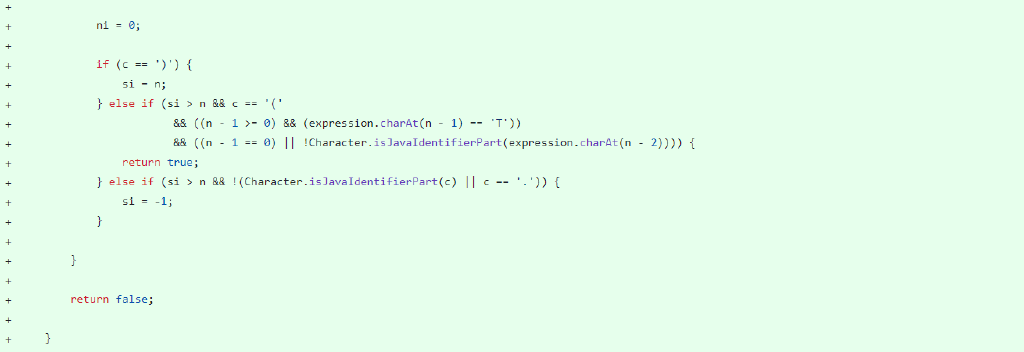 +
+ ni = 0;
+
+ if (c == ')') {
+ si = n;
+ } else if (si > n && c == '('
+ && ((n - 1 >= 0) && (expression.charAt(n - 1) == 'T'))
+ && ((n - 1 == 0) || !Character.isJavaIdentifierPart(expression.charAt(n - 2)))) {
+ return true;
+ } else if (si > n && !(Character.isJavaIdentifierPart(c) || c == '.')) {
+ si = -1;
+ }
+
+ }
+
+ return false;
+
+ }